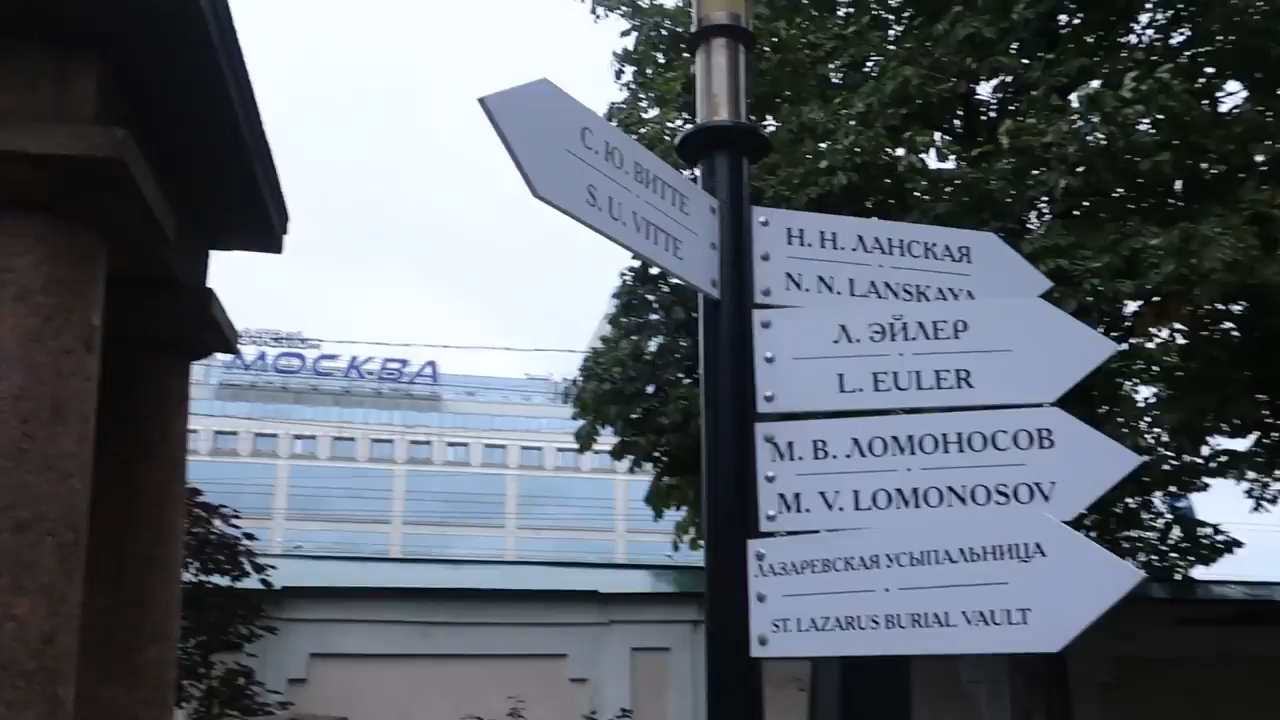 С. Ю. ВИТТЕ
S. U. VITTE
Н. Н. ЛАНСКАЯ
N. N. LANSKAYA
Л. ЭЙЛЕР
L. EULER
М. В. ЛОМОНОСОВ
M. V. LOMONOSOV
ЛАЗАРЕВСКАЯ УСЫПАЛЬНИЦА
ST. LAZARUS BURIAL VAULT
МОСКВА